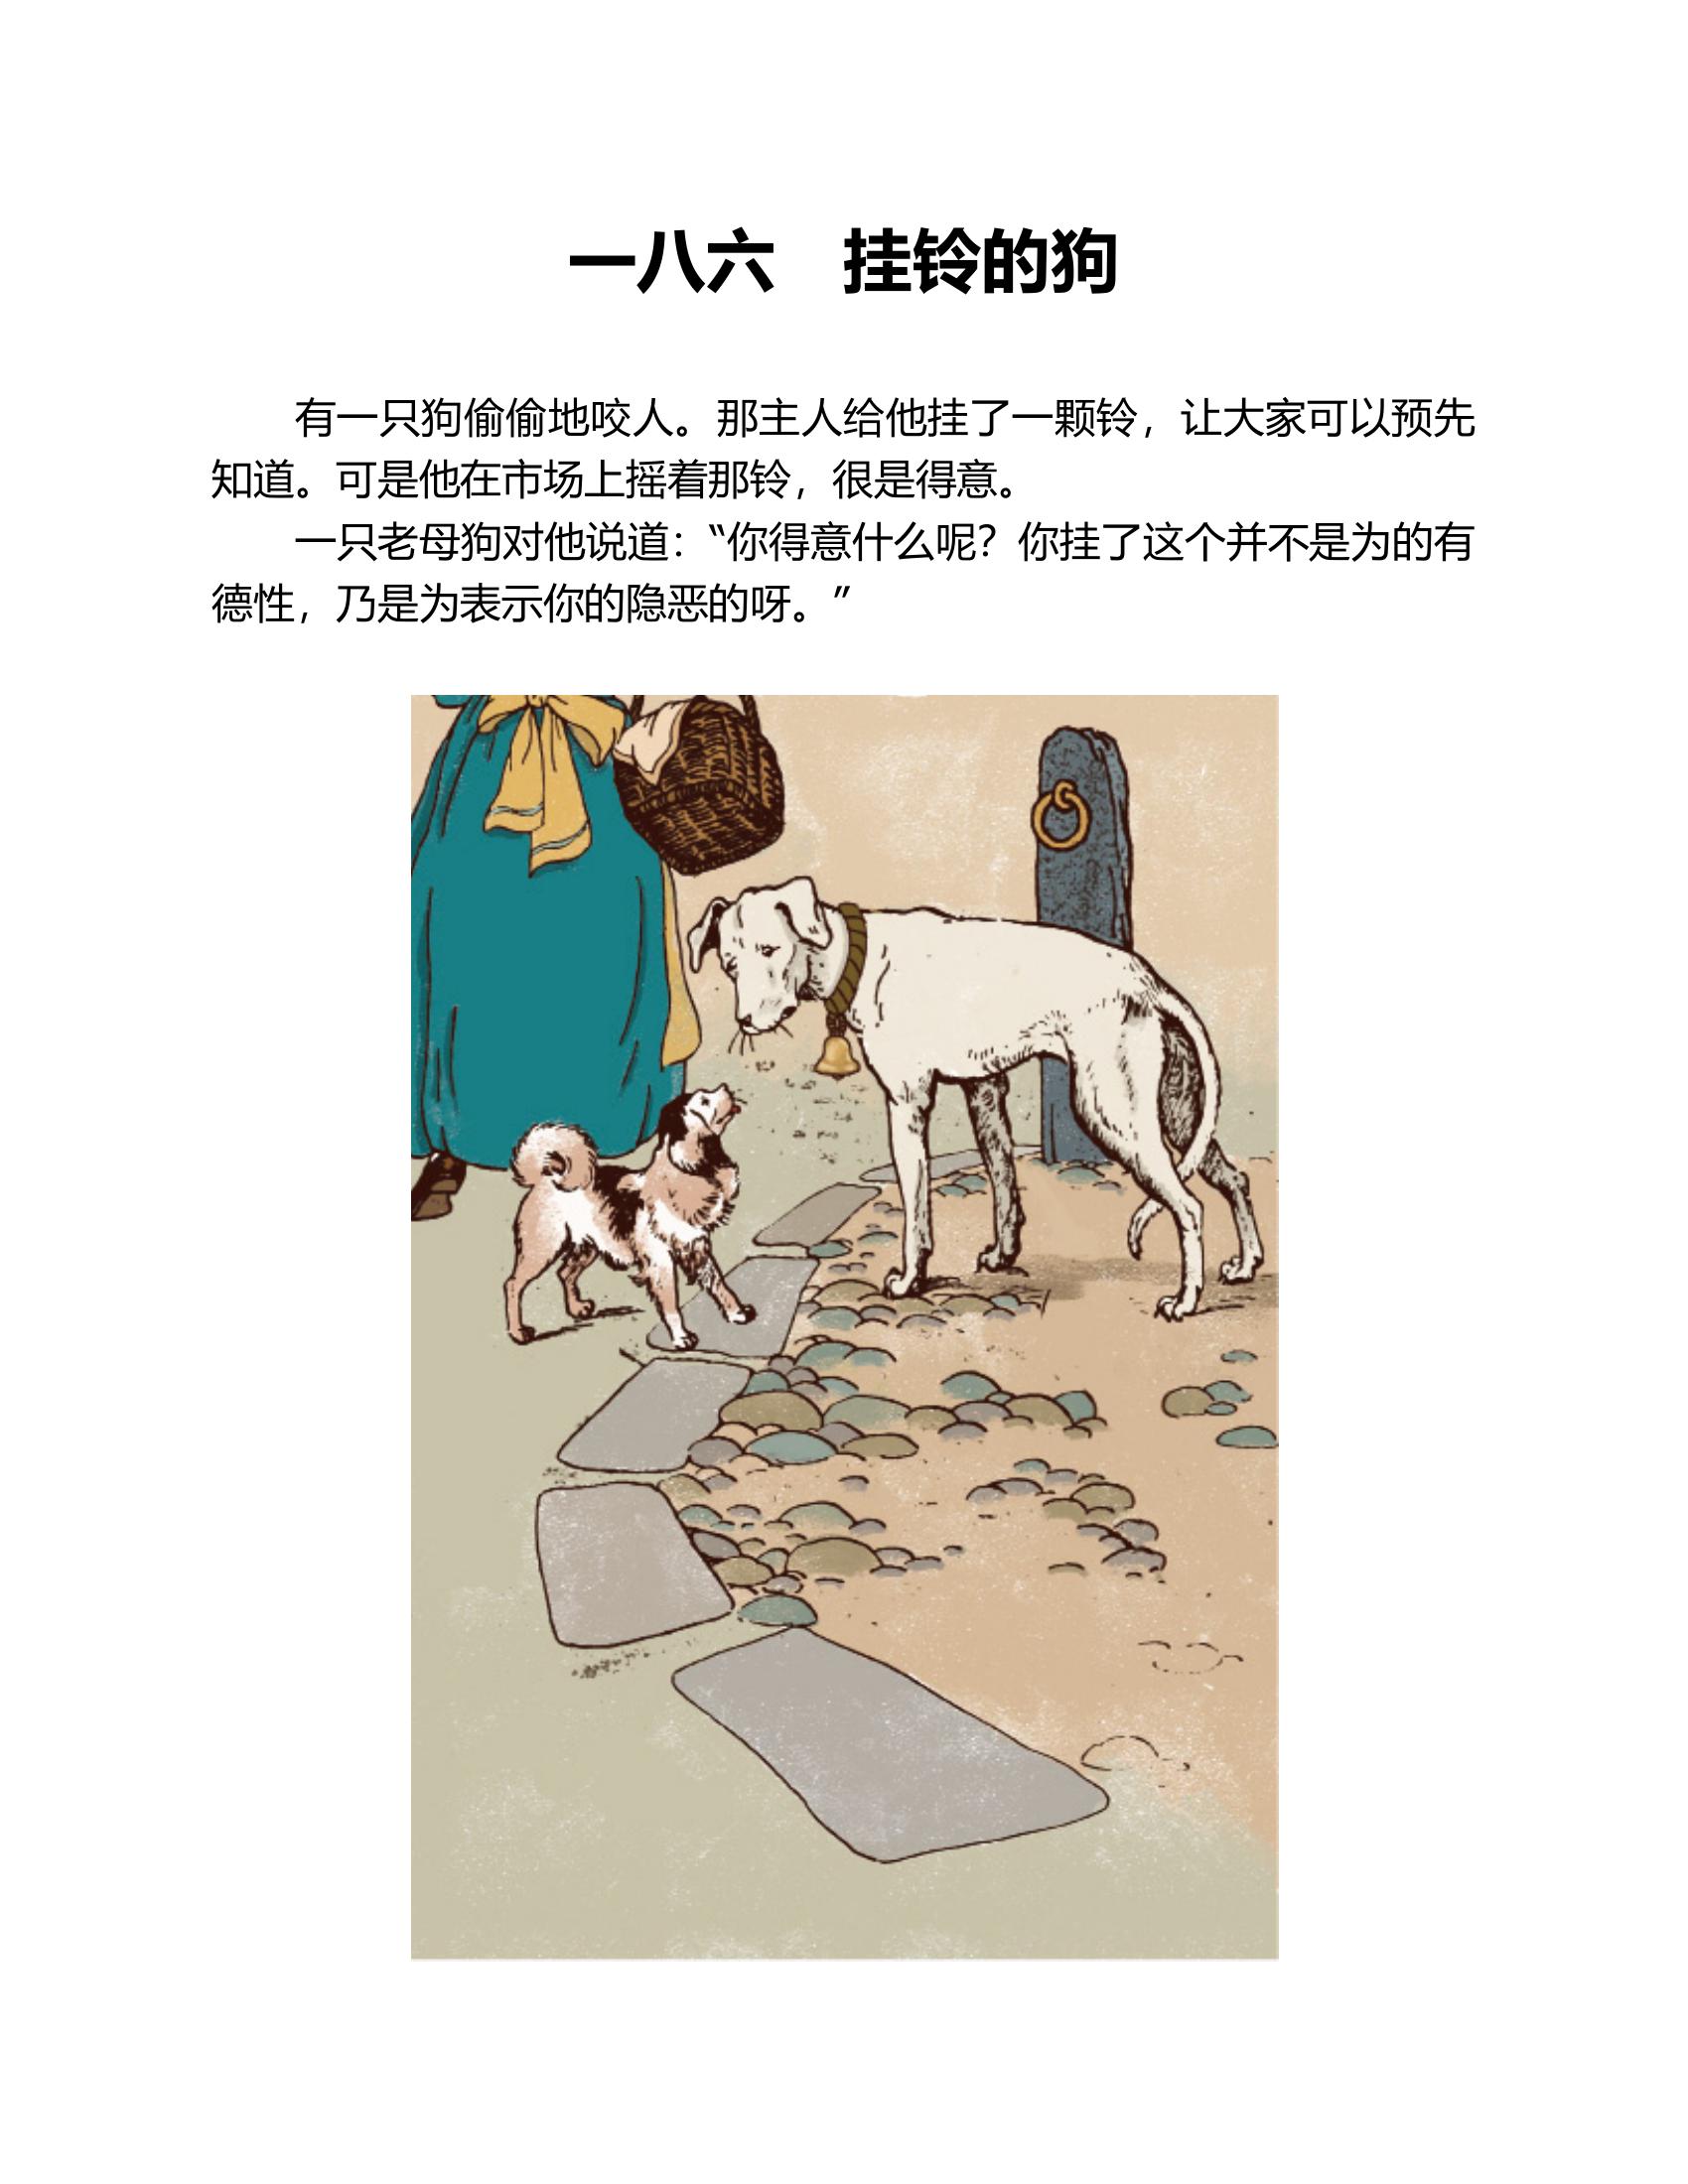 一八六　挂铃的狗
有一只狗偷偷地咬人。那主人给他挂了一颗铃，让大家可以预先
知道。可是他在市场上摇着那铃，很是得意。
一只老母狗对他说道：“你得意什么呢？你挂了这个并不是为的有
德性，乃是为表示你的隐恶的呀。”